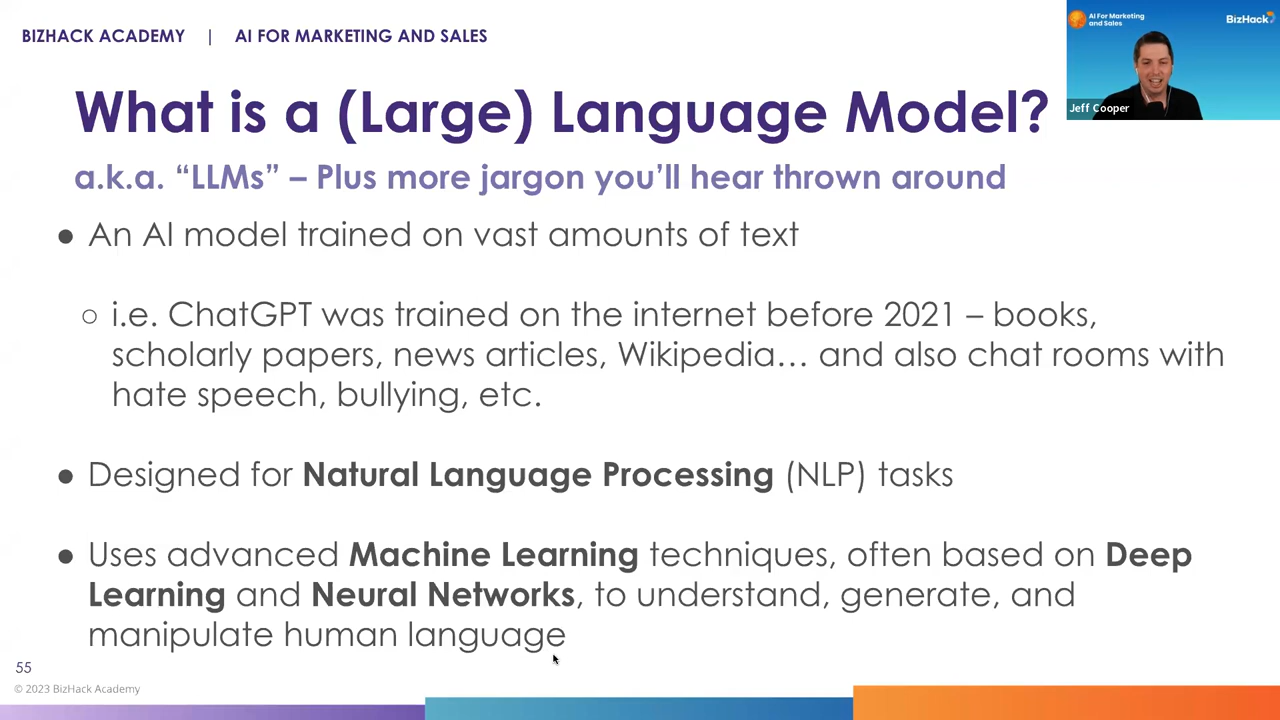 BIZHACK ACADEMY | AI FOR MARKETING AND SALES
AI For Marketing
and Sales
BizHack
Jeff Cooper
What is a (Large) Language Model?
a.k.a. “LLMs” – Plus more jargon you’ll hear thrown around
● An AI model trained on vast amounts of text
○ i.e. ChatGPT was trained on the internet before 2021 – books,
scholarly papers, news articles, Wikipedia… and also chat rooms with
hate speech, bullying, etc.
● Designed for Natural Language Processing (NLP) tasks
● Uses advanced Machine Learning techniques, often based on Deep
Learning and Neural Networks, to understand, generate, and
manipulate human language
55
© 2023 BizHack Academy